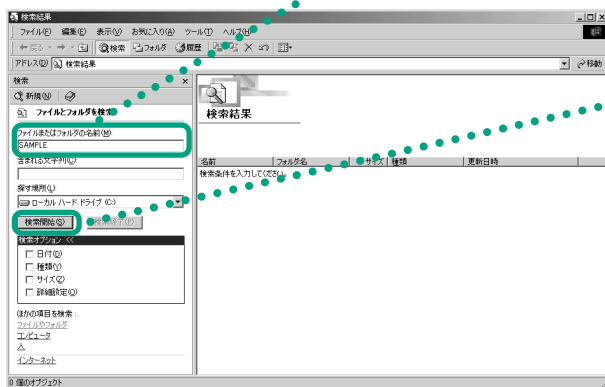 検索結果
ファイル(F) 編集(E) 表示(V) お気に入り(A) ツール(T) ヘルプ(H)
戻る 検索 フォルダ 履歴
アドレス(D) 検索結果 移動
検索
新規(N)
ファイルとフォルダを検索
ファイルまたはフォルダの名前(M):
SAMPLE
含まれる文字列(C):
探す場所(L):
ローカル ハード ドライブ (C:)
検索開始(S) 検索終了(P)
検索オプション <<
日付(D)
種類(Y)
サイズ(Z)
詳細設定(O)
ほかの項目を検索:
ファイルやフォルダ
コンピュータ
人
インターネット
検索結果
名前 フォルダ名 サイズ 種類 更新日時
検索条件を入力してください。
0 個のオブジェクト